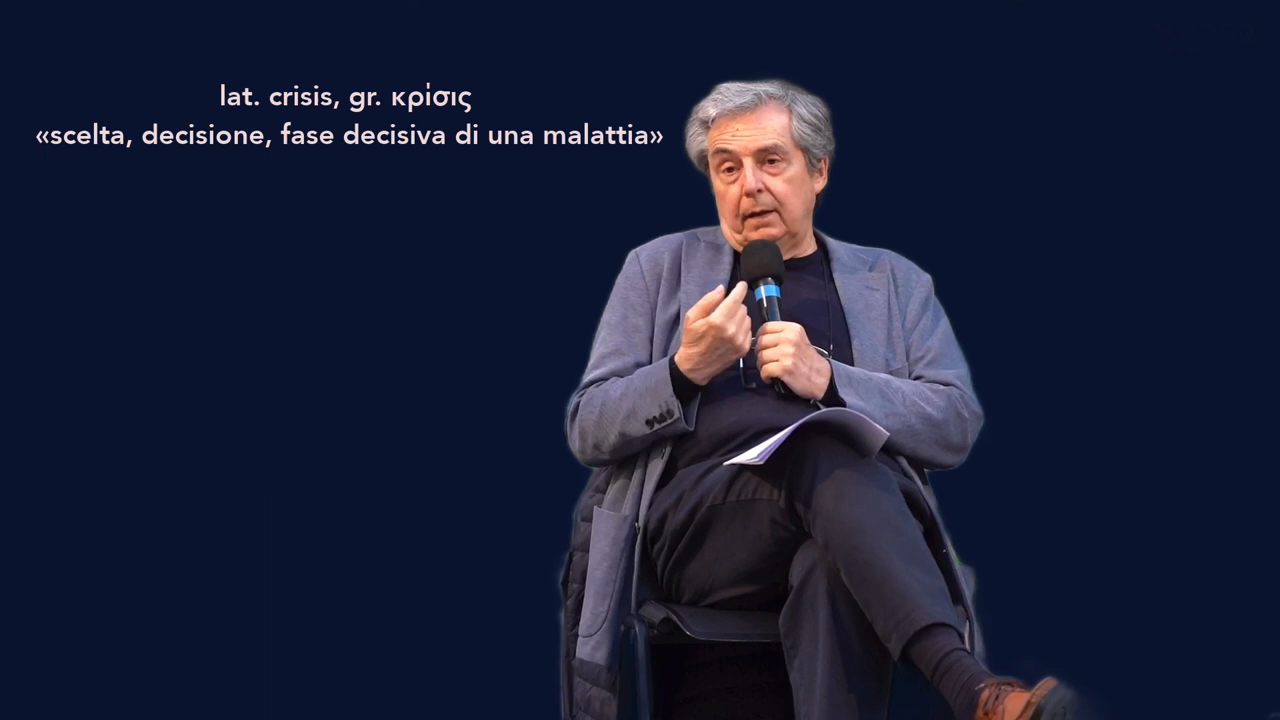 lat. crisis, gr. κρίσις
«scelta, decisione, fase decisiva di una malattia»